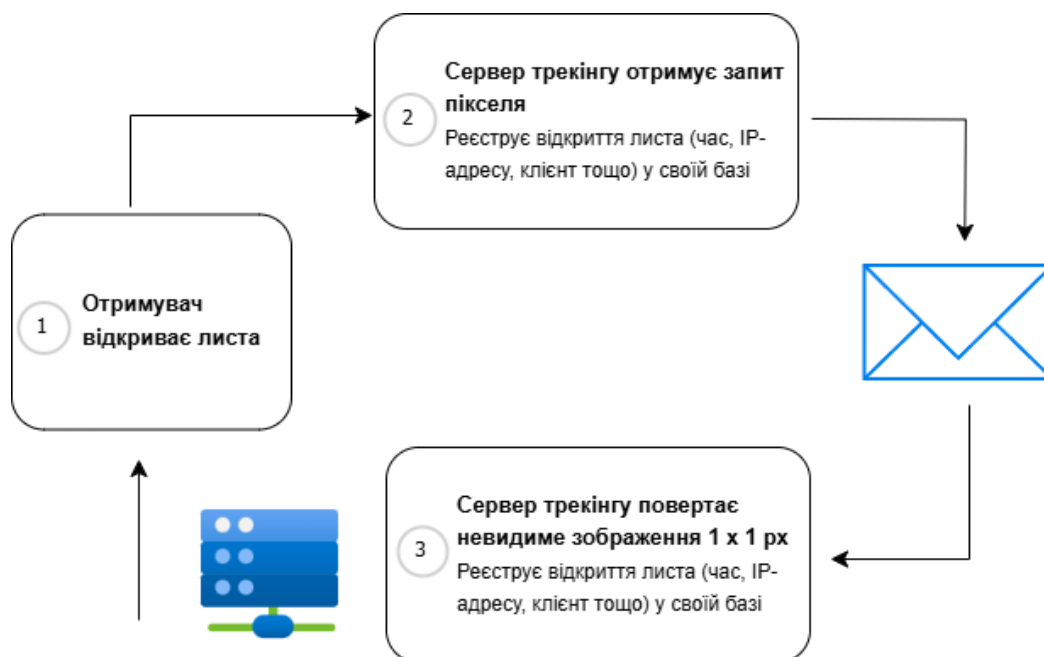 2
Сервер трекінгу отримує запит
пікселя
Реєструє відкриття листа (час, IP-
адресу, клієнт тощо) у своїй базі
1
Отримувач
відкриває листа
3
Сервер трекінгу повертає
невидиме зображення 1 x 1 px
Реєструє відкриття листа (час, IP-
адресу, клієнт тощо) у своїй базі